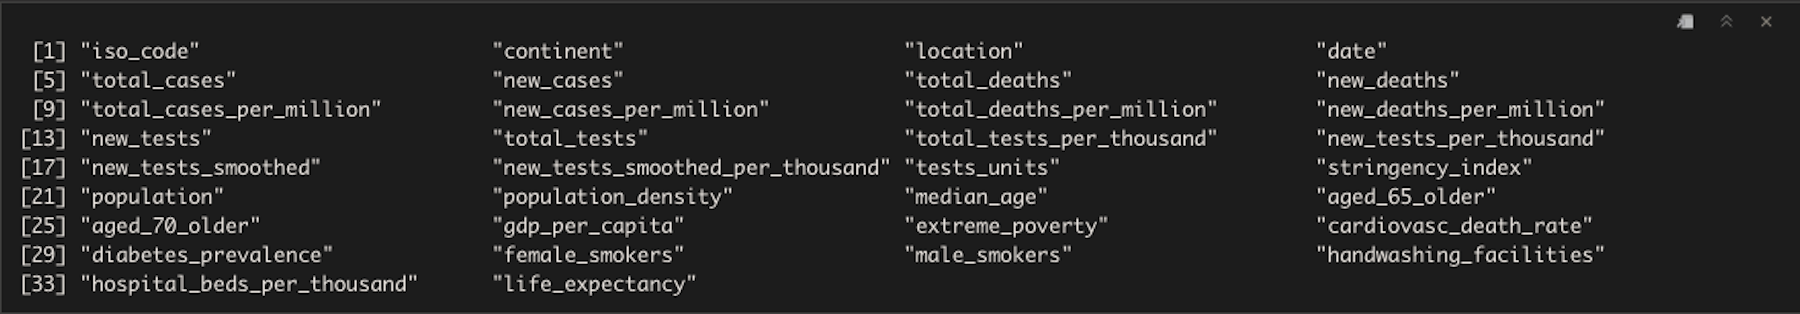 [1] "iso_code" "continent" "location" "date"
[5] "total_cases" "new_cases" "total_deaths" "new_deaths"
[9] "total_cases_per_million" "new_cases_per_million" "total_deaths_per_million" "new_deaths_per_million"
[13] "new_tests" "total_tests" "total_tests_per_thousand" "new_tests_per_thousand"
[17] "new_tests_smoothed" "new_tests_smoothed_per_thousand" "tests_units" "stringency_index"
[21] "population" "population_density" "median_age" "aged_65_older"
[25] "aged_70_older" "gdp_per_capita" "extreme_poverty" "cardiovasc_death_rate"
[29] "diabetes_prevalence" "female_smokers" "male_smokers" "handwashing_facilities"
[33] "hospital_beds_per_thousand" "life_expectancy"